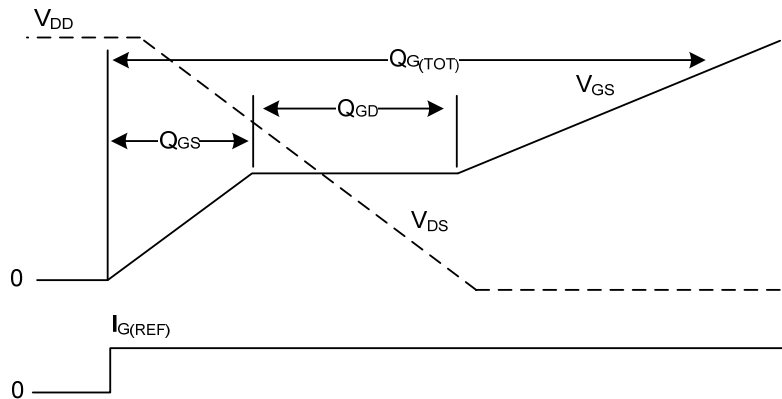 VDD
QG(TOT)
VGS
QGD
QGS
VDS
0
IG(REF)
0